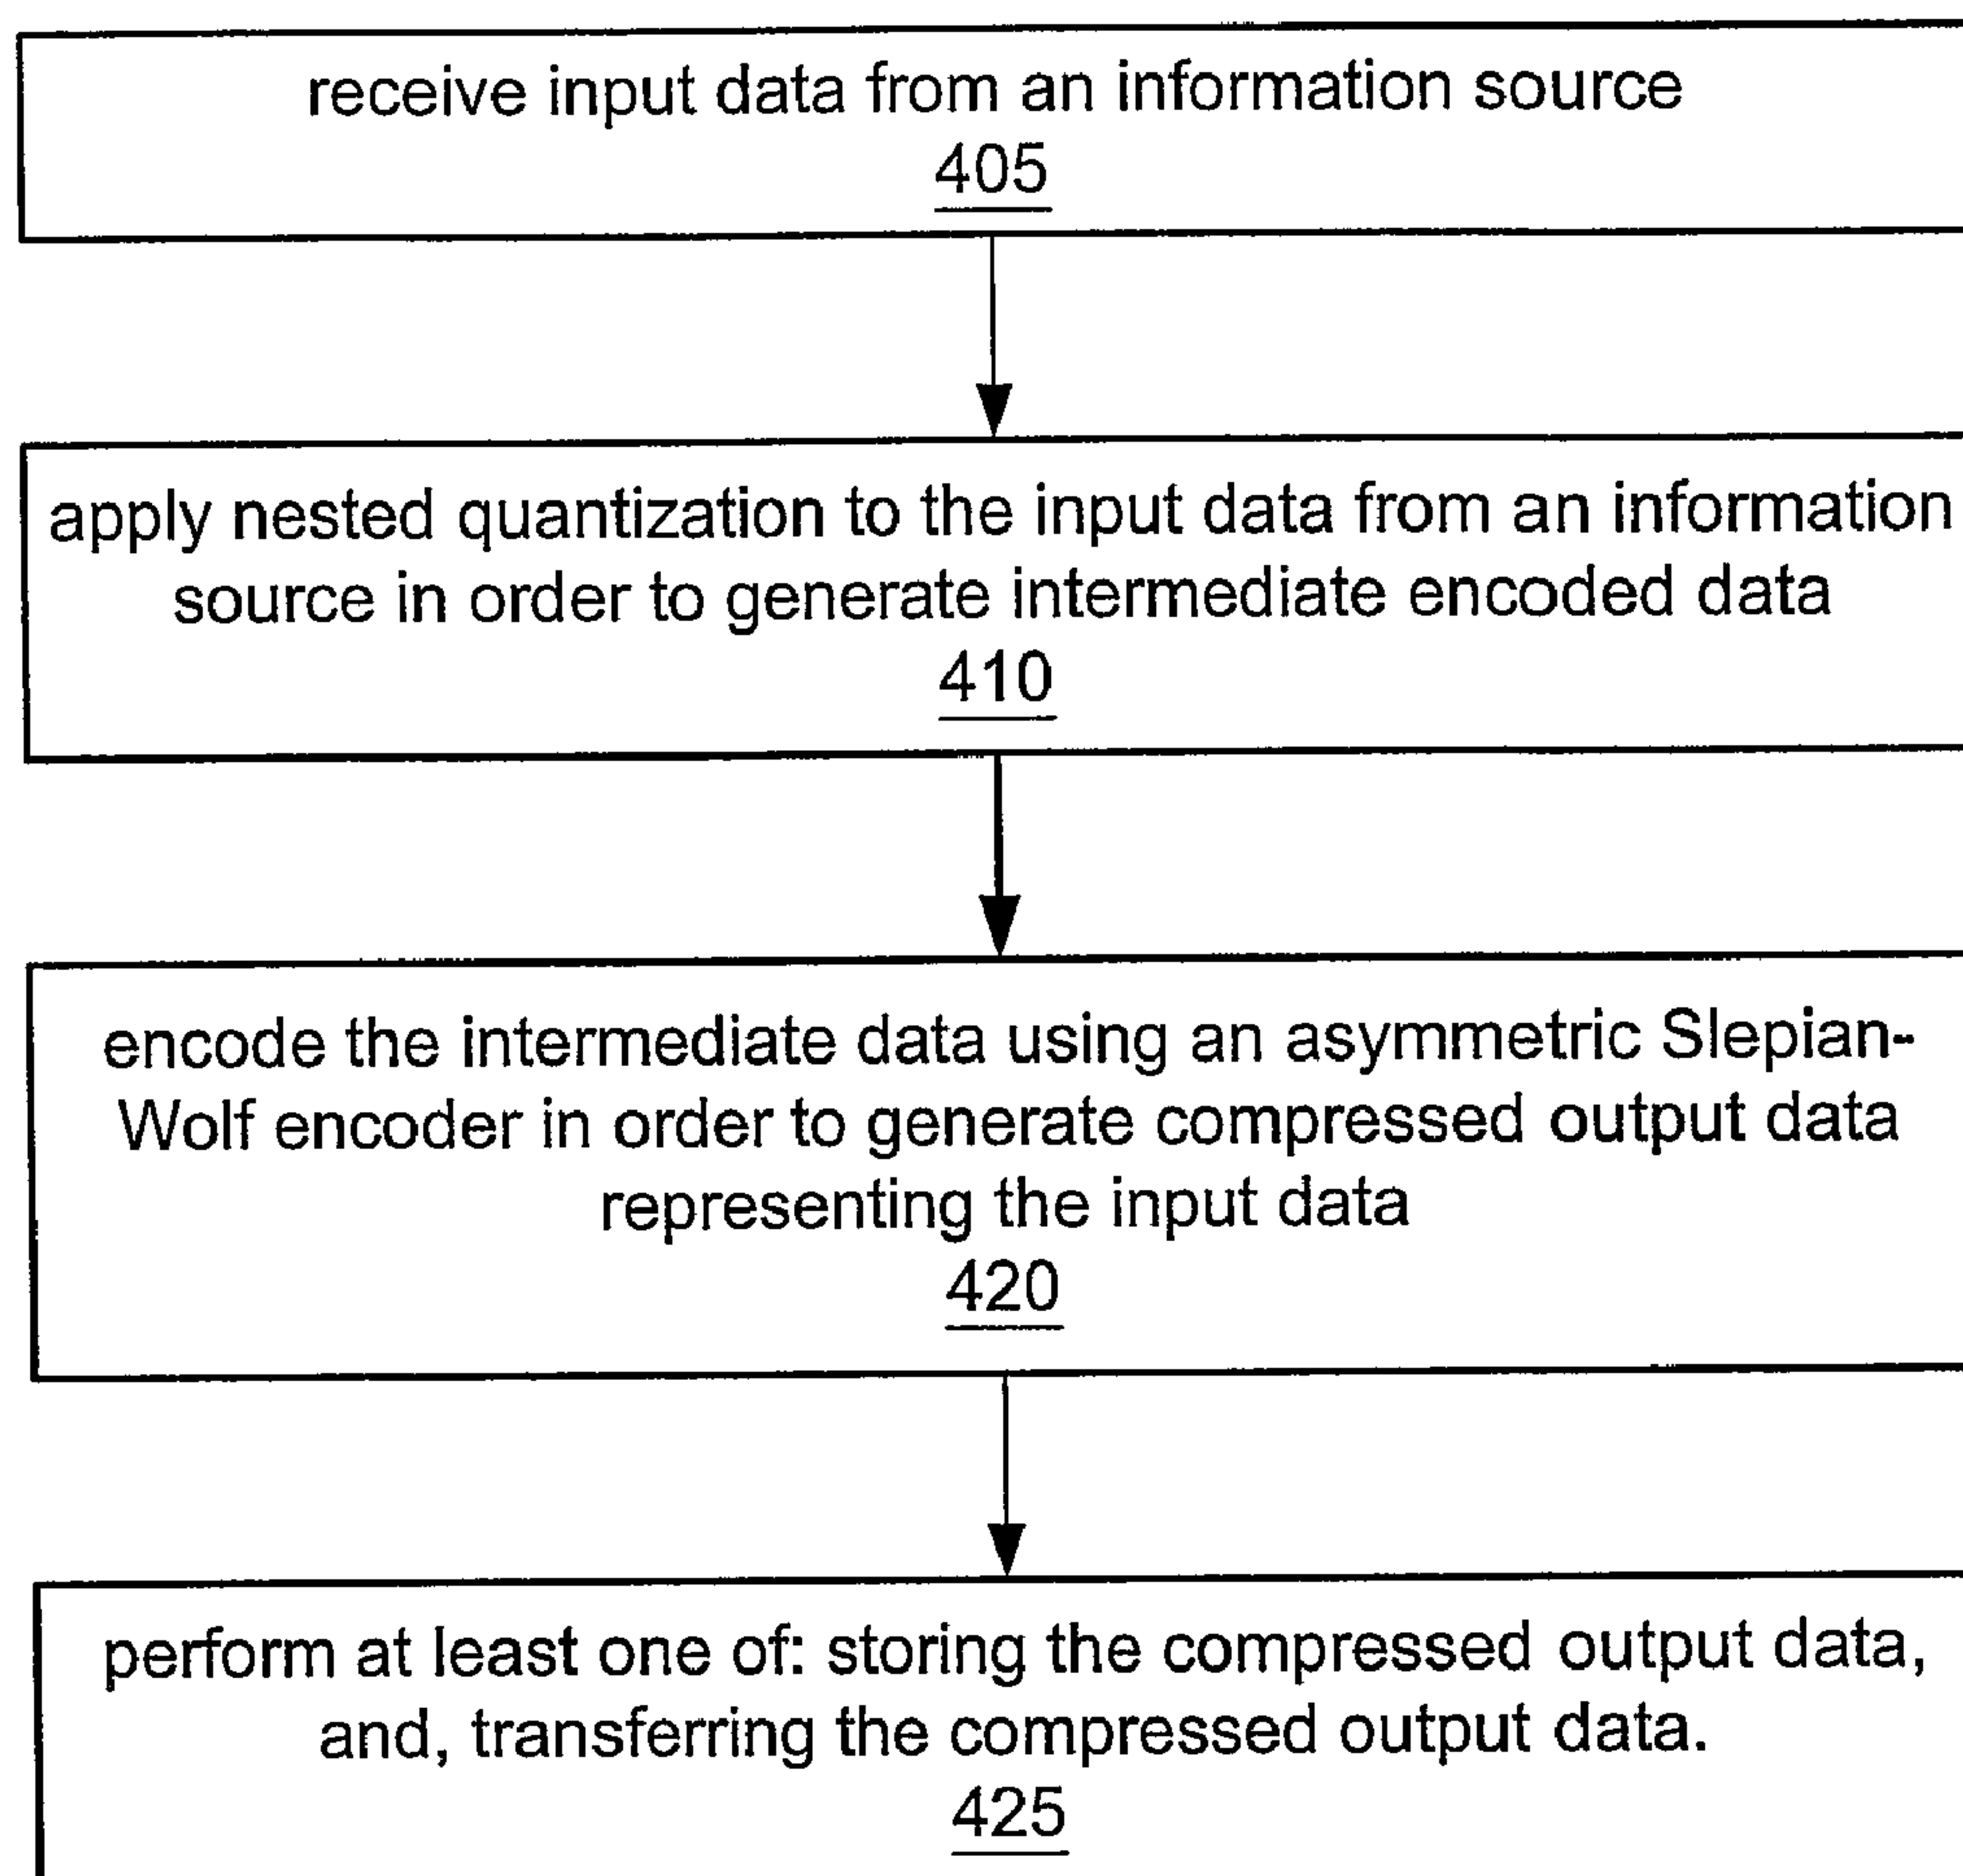 receive input data from an information source
405
apply nested quantization to the input data from an information
source in order to generate intermediate encoded data
410
encode the intermediate data using an asymmetric Slepian-
Wolf encoder in order to generate compressed output data
representing the input data
420
perform at least one of: storing the compressed output data,
and, transferring the compressed output data.
425